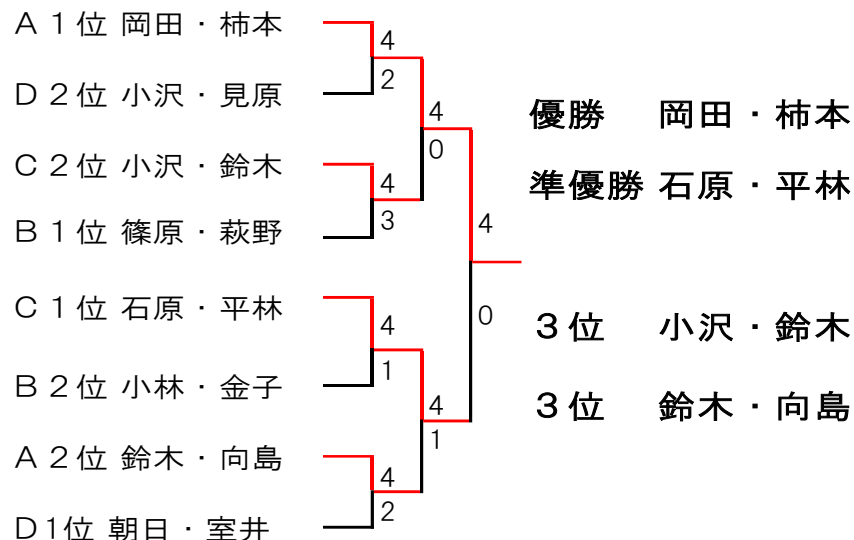 A１位 岡田・柿本
4
2
D２位 小沢・見原
4
0
C２位 小沢・鈴木
4
3
B１位 篠原・萩野
4
0
C１位 石原・平林
4
1
B２位 小林・金子
4
1
A２位 鈴木・向島
4
2
D1位 朝日・室井
優勝 岡田・柿本
準優勝 石原・平林
３位 小沢・鈴木
３位 鈴木・向島